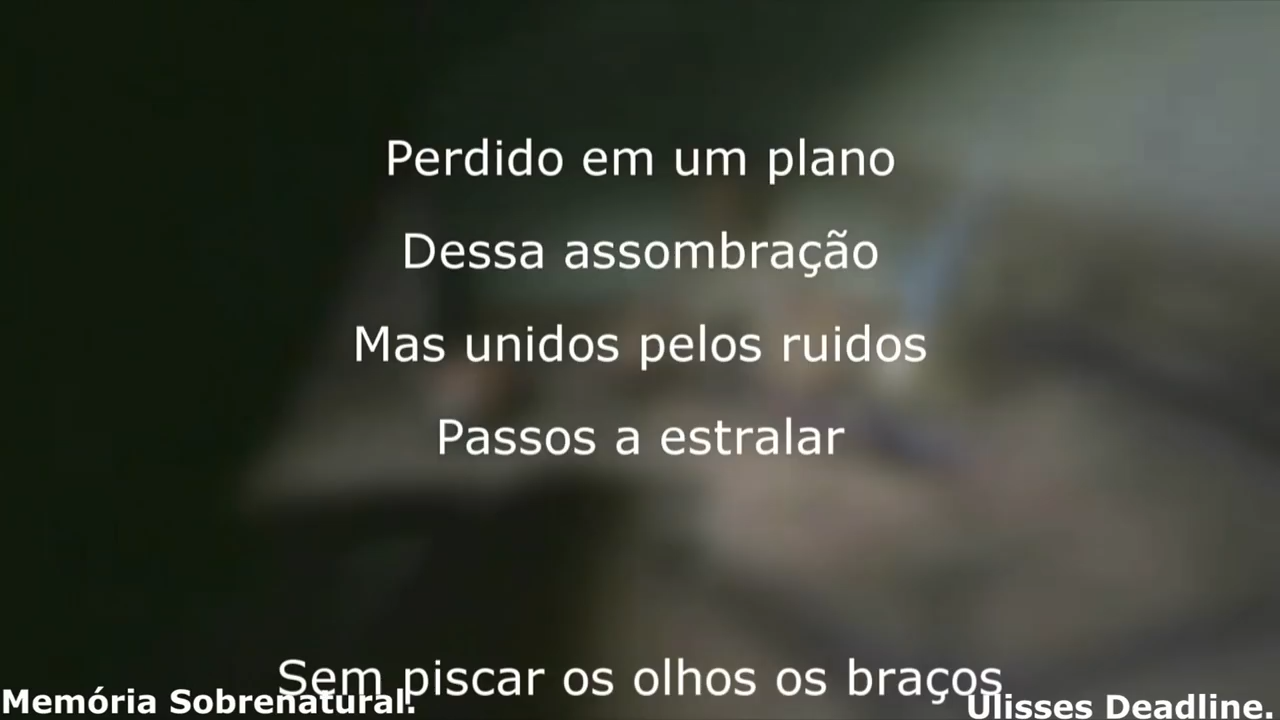 Perdido em um plano
Dessa assombração
Mas unidos pelos ruidos
Passos a estralar
Sem piscar os olhos os braços
Memória Sobrenatural.
Ulisses Deadline.